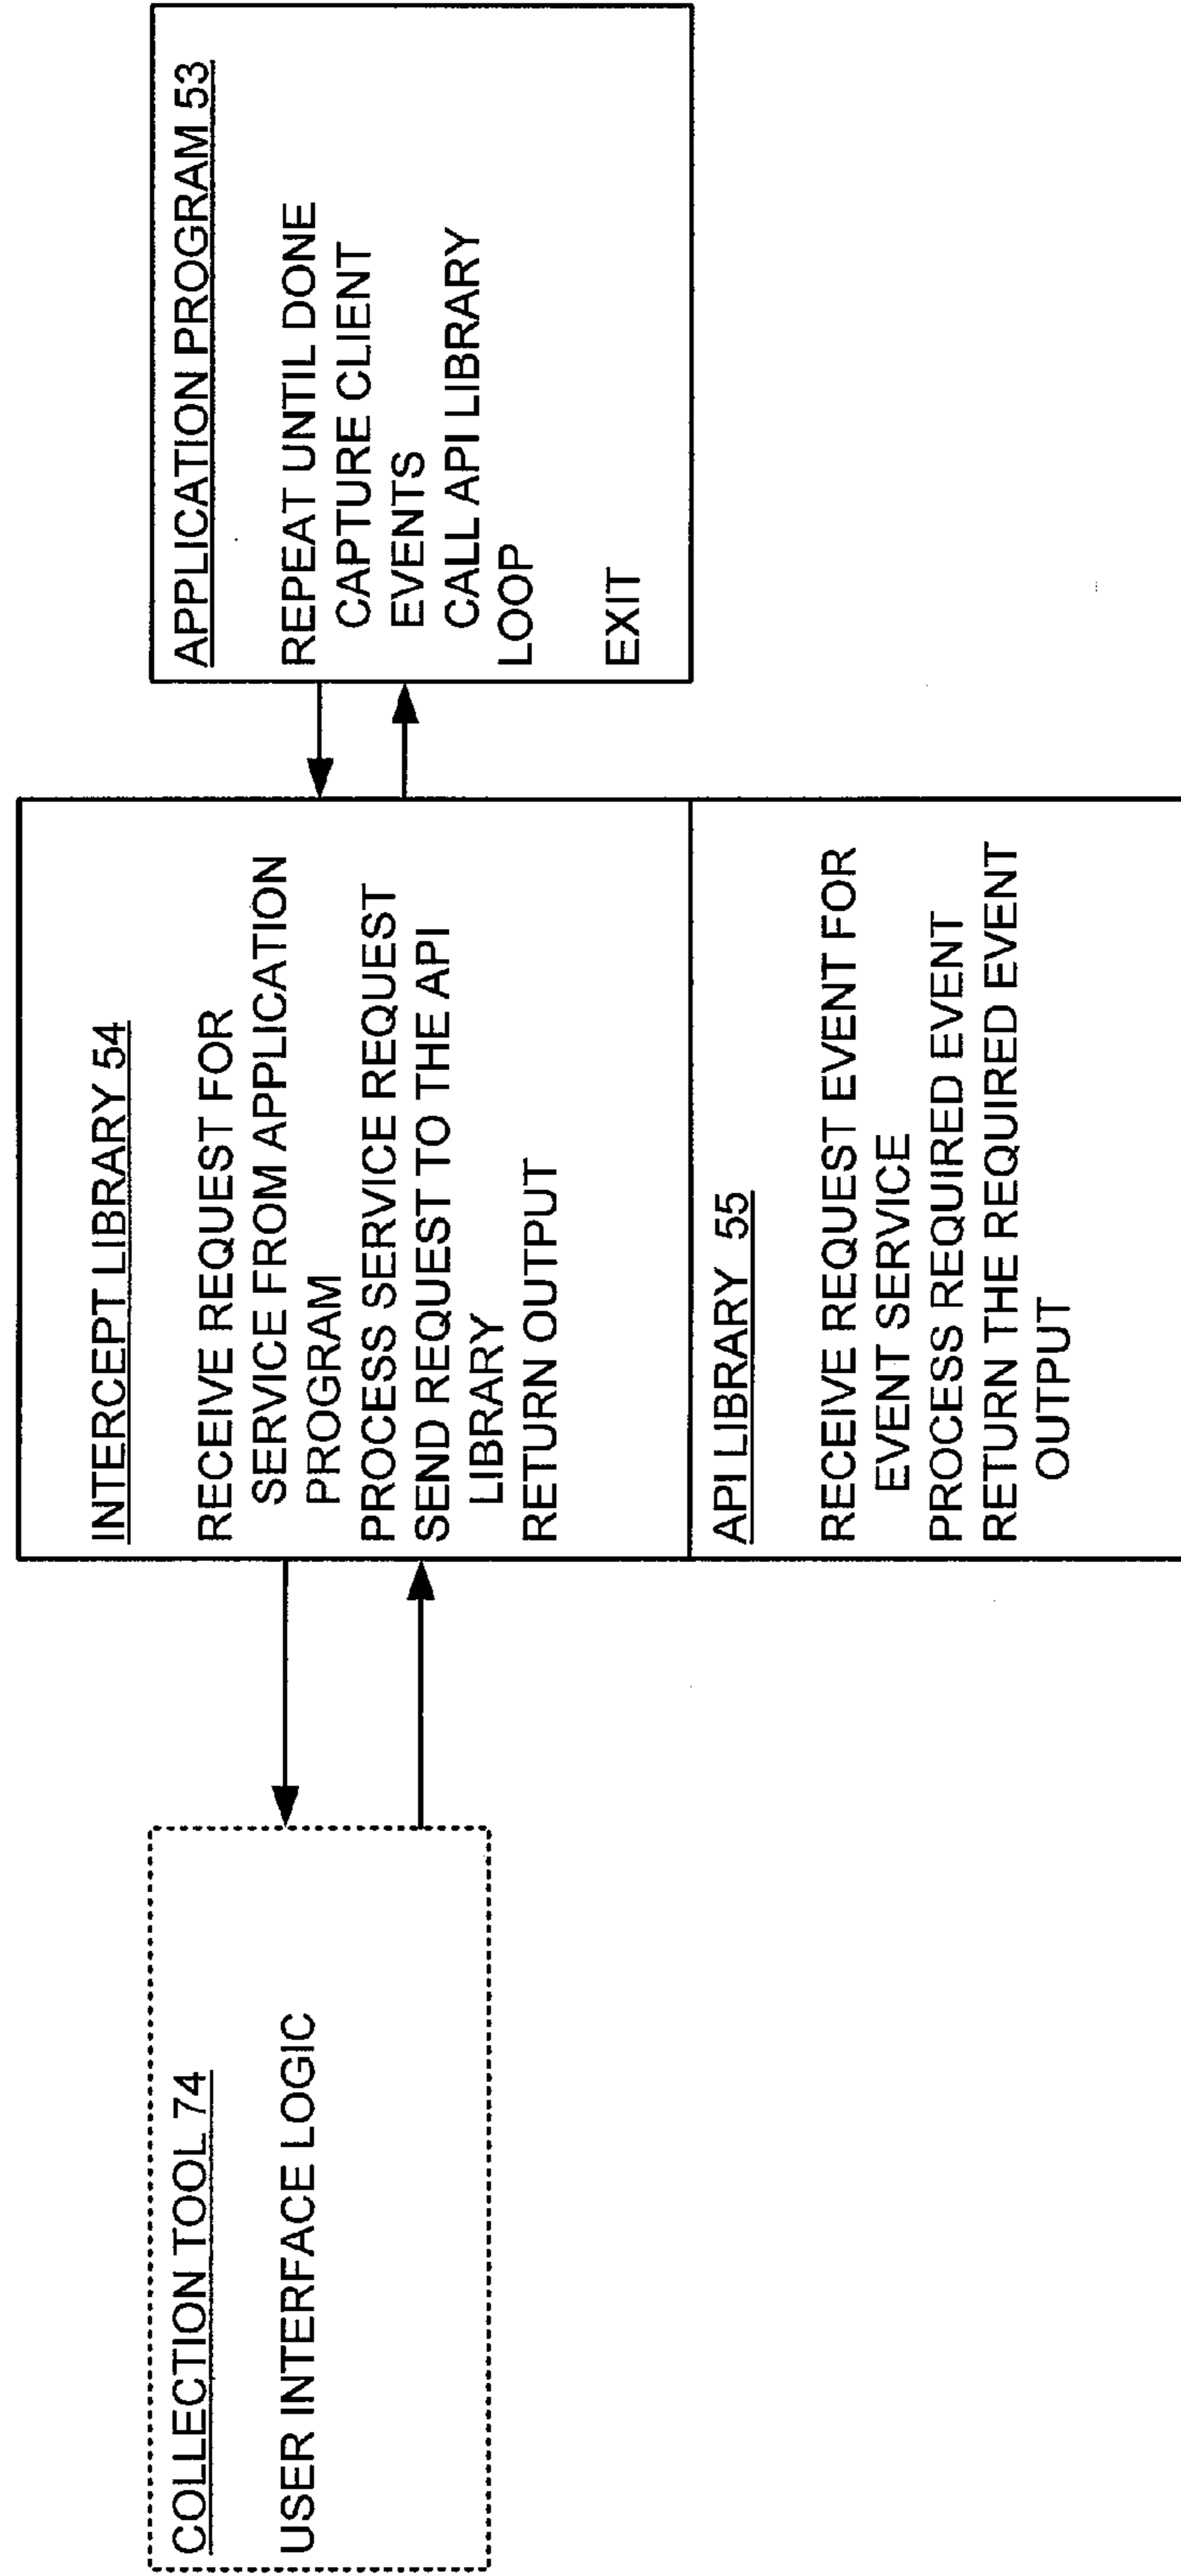 COLLECTION TOOL 74
USER INTERFACE LOGIC
INTERCEPT LIBRARY 54
RECEIVE REQUEST FOR
SERVICE FROM APPLICATION
PROGRAM
PROCESS SERVICE REQUEST
SEND REQUEST TO THE API
LIBRARY
RETURN OUTPUT
API LIBRARY 55
RECEIVE REQUEST EVENT FOR
EVENT SERVICE
PROCESS REQUIRED EVENT
RETURN THE REQUIRED EVENT
OUTPUT
APPLICATION PROGRAM 53
REPEAT UNTIL DONE
CAPTURE CLIENT
EVENTS
CALL API LIBRARY
LOOP
EXIT